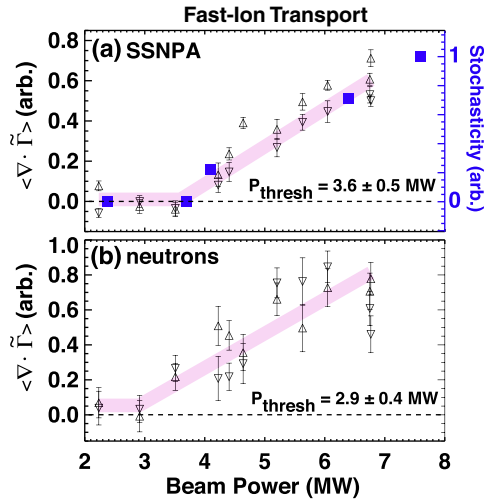 Fast-Ion Transport
(a) SSNPA
0.8
0.6
0.4
0.2
0.0
<∇· Γ̃> (arb.)
1
0
Stochasticity (arb.)
P_thresh = 3.6 ± 0.5 MW
(b) neutrons
1.0
0.8
0.6
0.4
0.2
0.0
<∇· Γ̃> (arb.)
P_thresh = 2.9 ± 0.4 MW
2 3 4 5 6 7 8
Beam Power (MW)